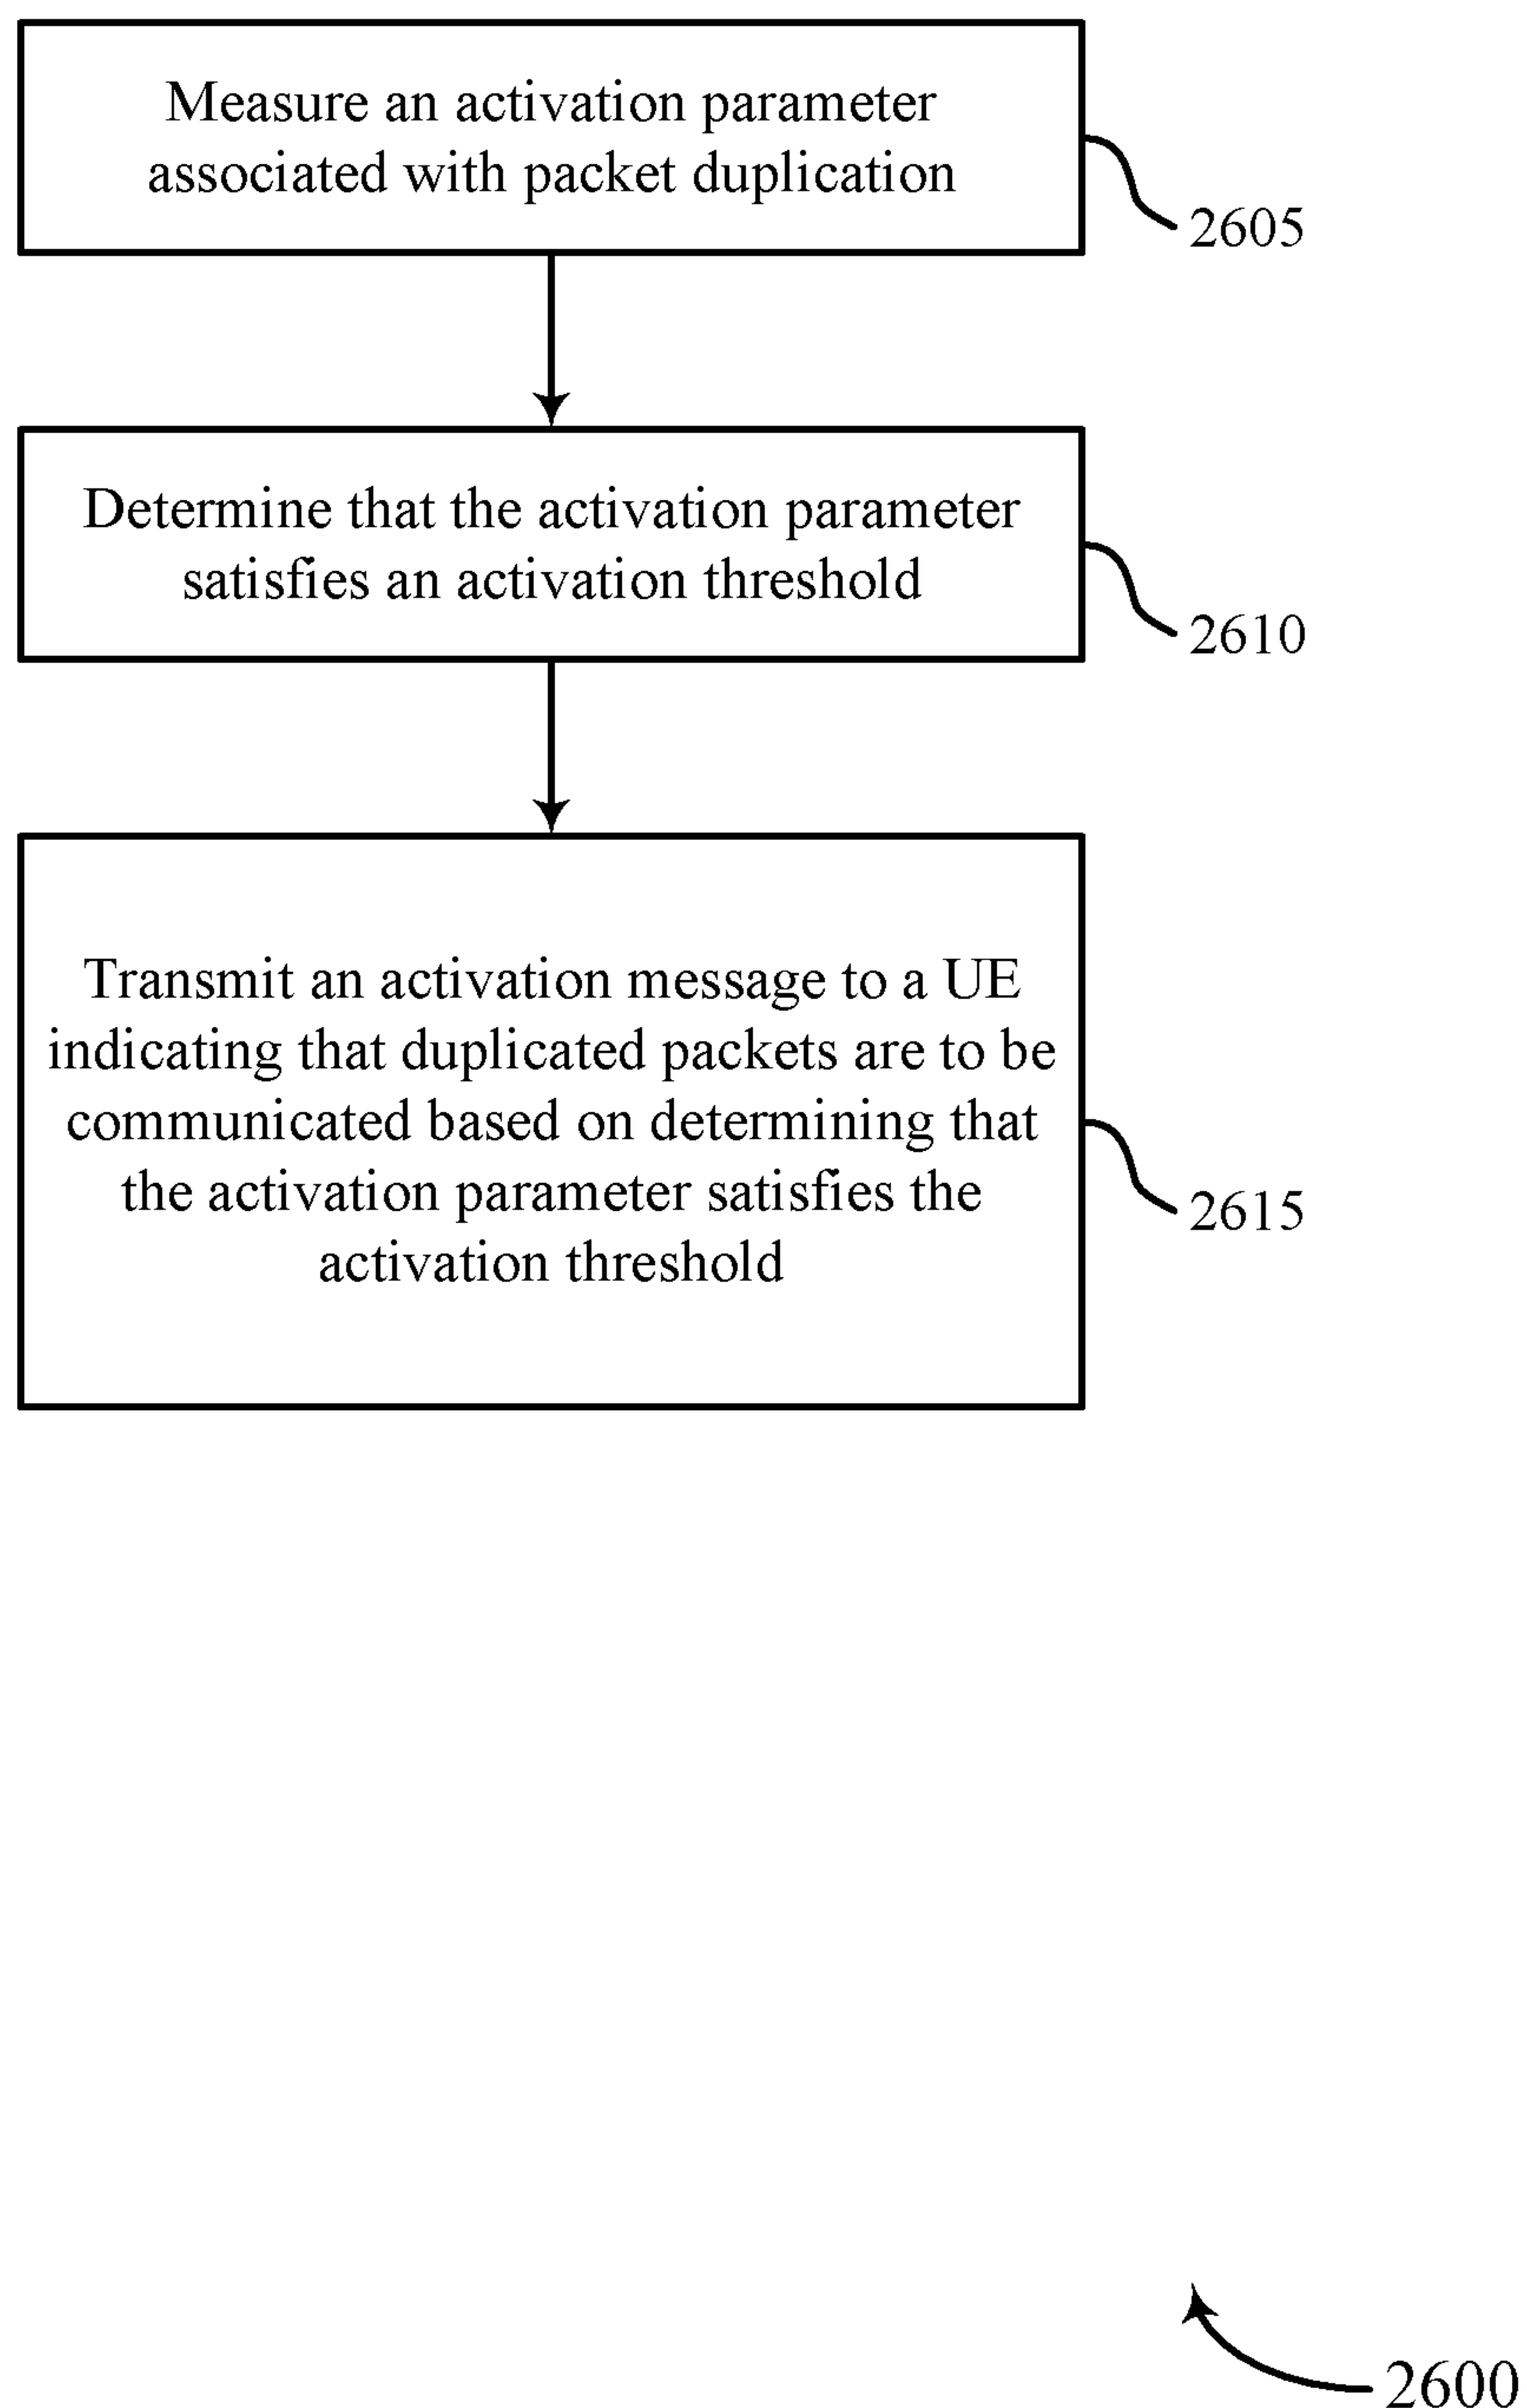 Measure an activation parameter
associated with packet duplication
2605
Determine that the activation parameter
satisfies an activation threshold
2610
Transmit an activation message to a UE
indicating that duplicated packets are to be
communicated based on determining that
the activation parameter satisfies the
activation threshold
2615
2600